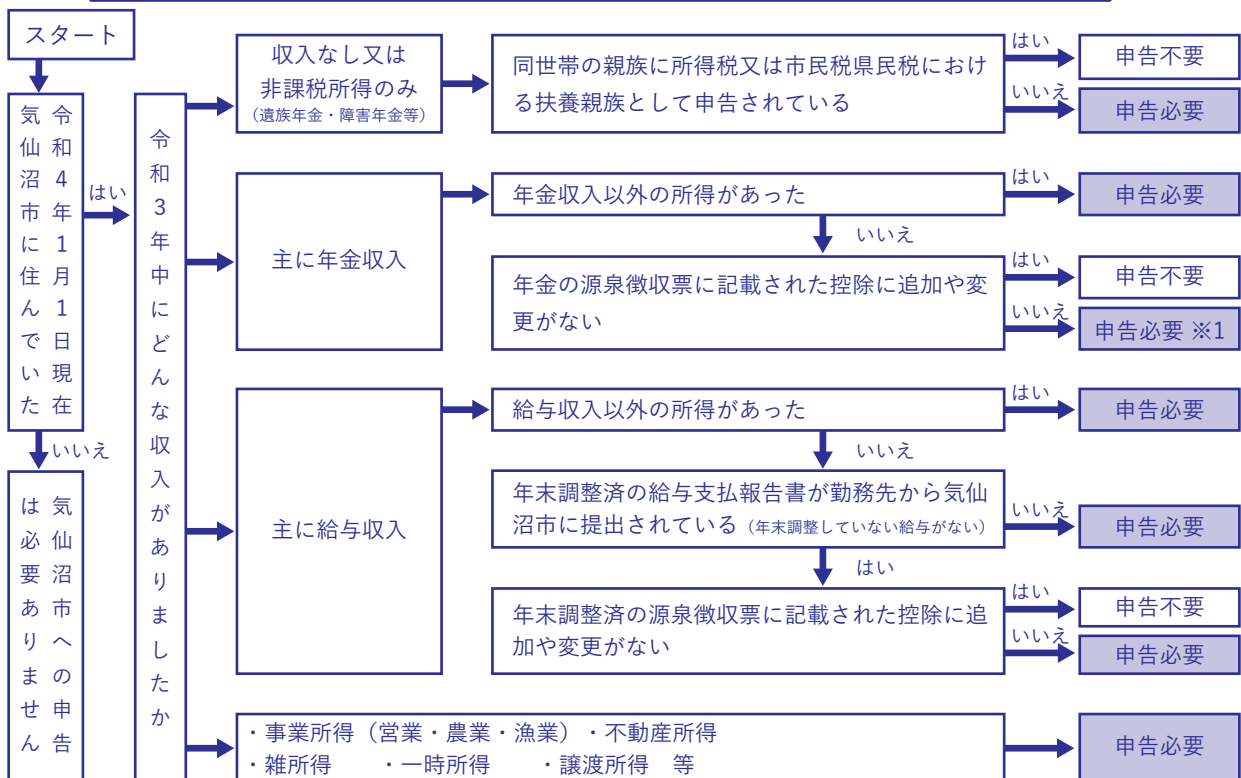 スタート
令和4年1月1日現在
気仙沼市に住んでいた
はい
いいえ
気仙沼市への申告
は必要ありません
令和3年中にどんな収入がありましたか
収入なし又は
非課税所得のみ
（遺族年金・障害年金等）
同世帯の親族に所得税又は市民税県民税におけ
る扶養親族として申告されている
はい
申告不要
いいえ
申告必要
主に年金収入
年金収入以外の所得があった
はい
申告必要
いいえ
年金の源泉徴収票に記載された控除に追加や変
更がない
はい
申告不要
いいえ
申告必要 ※1
主に給与収入
給与収入以外の所得があった
はい
申告必要
いいえ
年末調整済の給与支払報告書が勤務先から気仙
沼市に提出されている（年末調整していない給与がない）
いいえ
申告必要
はい
年末調整済の源泉徴収票に記載された控除に追
加や変更がない
はい
申告不要
いいえ
申告必要
・事業所得（営業・農業・漁業）・不動産所得
・雑所得　　・一時所得　　・譲渡所得　等
申告必要